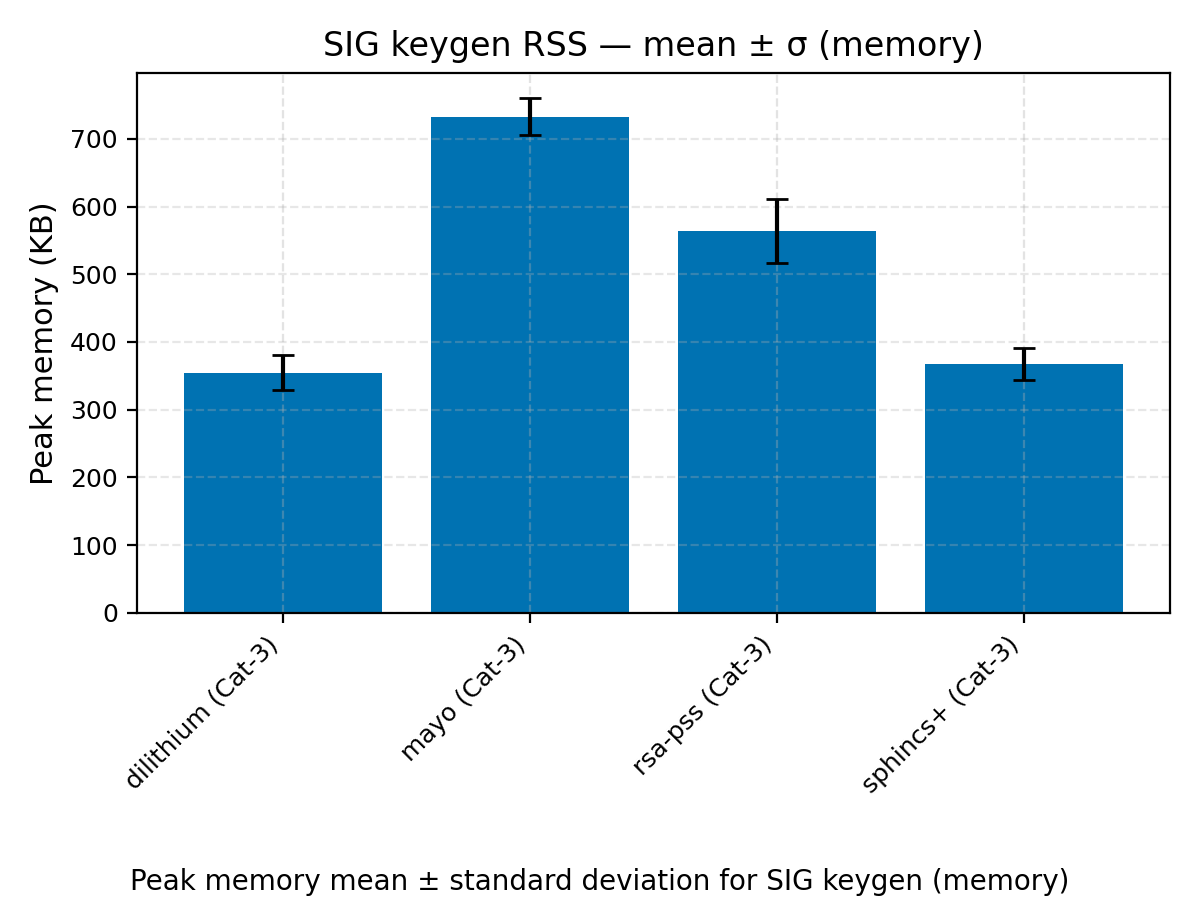 SIG keygen RSS — mean ± σ (memory)
Peak memory (KB)
700
600
500
400
300
200
100
0
dilithium (Cat-3)
mayo (Cat-3)
rsa-pss (Cat-3)
sphincs+ (Cat-3)
Peak memory mean ± standard deviation for SIG keygen (memory)